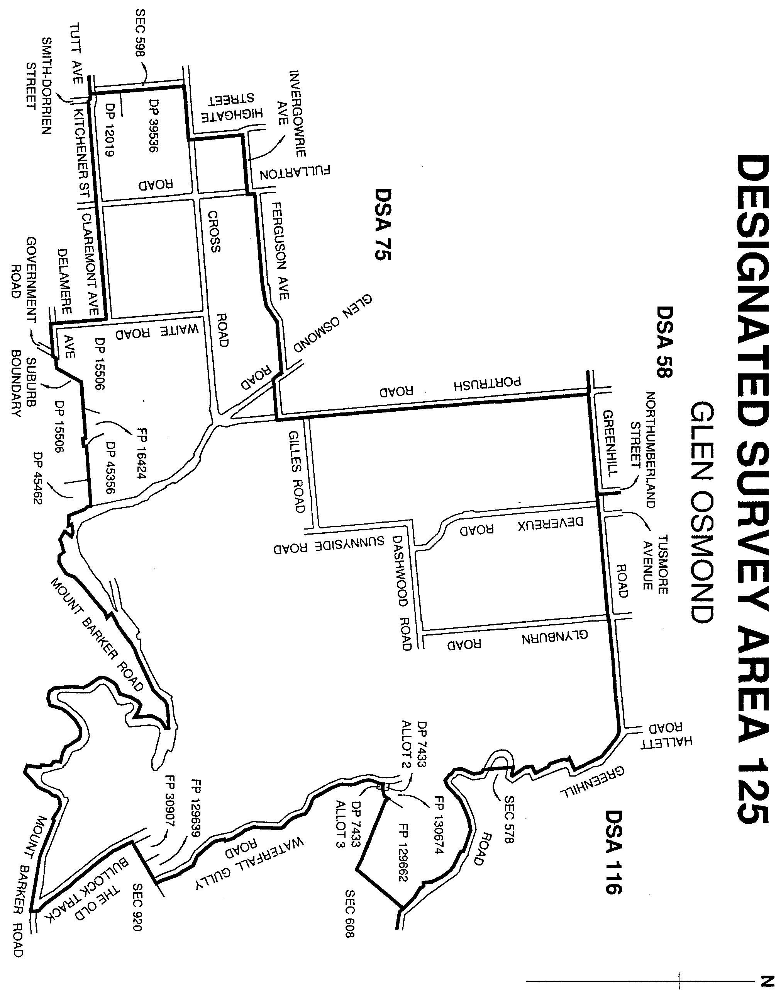 DESIGNATED SURVEY AREA 125
GLEN OSMOND
N
DSA 58
DSA 116
DSA 75
NORTHUMBERLAND
STREET
TUSMORE
AVENUE
HALLETT
ROAD
GREENHILL
ROAD
GREENHILL
ROAD
PORTRUSH
ROAD
DEVEREUX
ROAD
GLYNBURN
ROAD
SEC 578
DASHWOOD ROAD
SUNNYSIDE ROAD
GILLES ROAD
DP 7433
ALLOT 2
FP 130674
FP 129662
DP 7433
ALLOT 3
SEC 608
GLEN OSMOND
ROAD
INVERGOWRIE
AVE
FULLARTON
ROAD
FERGUSON AVE
HIGHGATE
STREET
CROSS
ROAD
WATERFALL GULLY
ROAD
FP 129639
FP 30907
SEC 598
DP 39536
DP 12019
WAITE ROAD
FP 16424
DP 45356
DP 15506
DP 15506
DP 45462
TUTT AVE
SMITH-DORRIEN
STREET
KITCHENER ST
CLAREMONT AVE
DELAMERE
AVE
GOVERNMENT
ROAD
SUBURB
BOUNDARY
MOUNT BARKER ROAD
SEC 920
THE OLD
BULLOCK TRACK
MOUNT BARKER ROAD